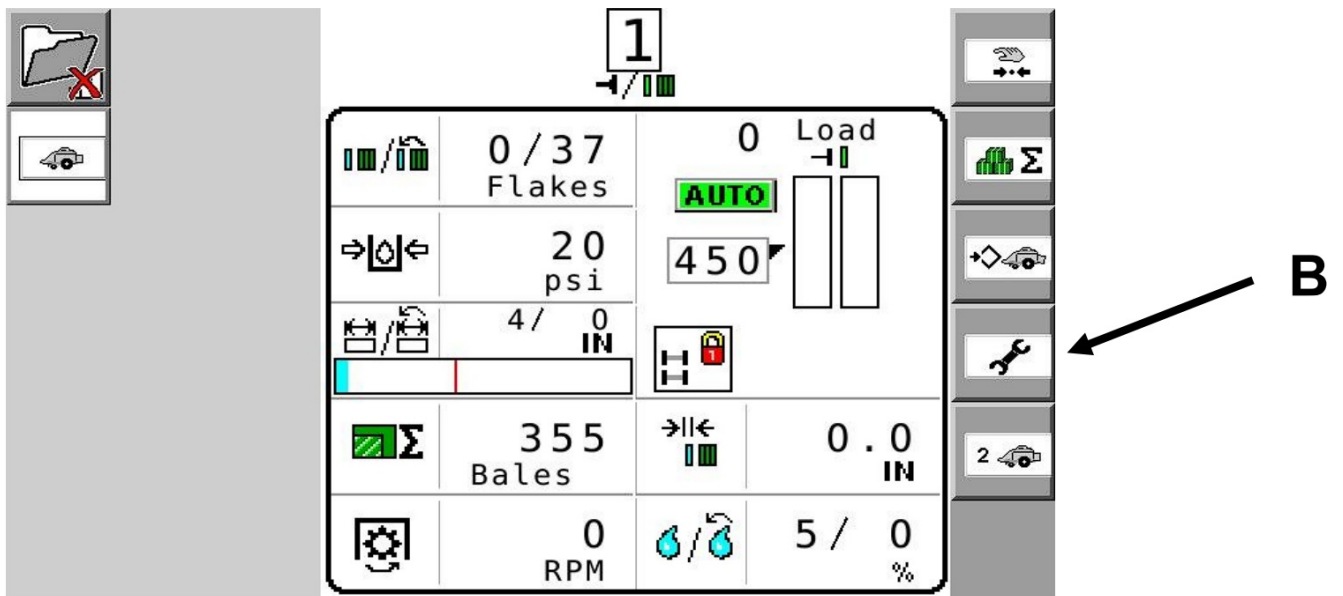 1
0/37
Flakes
0 Load
AUTO
450
20
psi
4/ 0
IN
1
355
Bales
0.0
IN
0
RPM
5/ 0
%
Σ
Σ
2
B